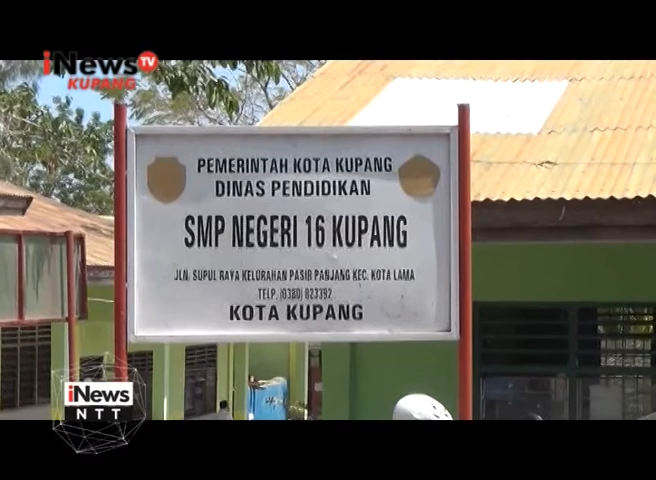 iNews TV
KUPANG
PEMERINTAH KOTA KUPANG
DINAS PENDIDIKAN
SMP NEGERI 16 KUPANG
JLN. SUPUL RAYA KELURAHAN PASIR PANJANG KEC. KOTA LAMA
TELP. (0380) 823392
KOTA KUPANG
iNews
NTT